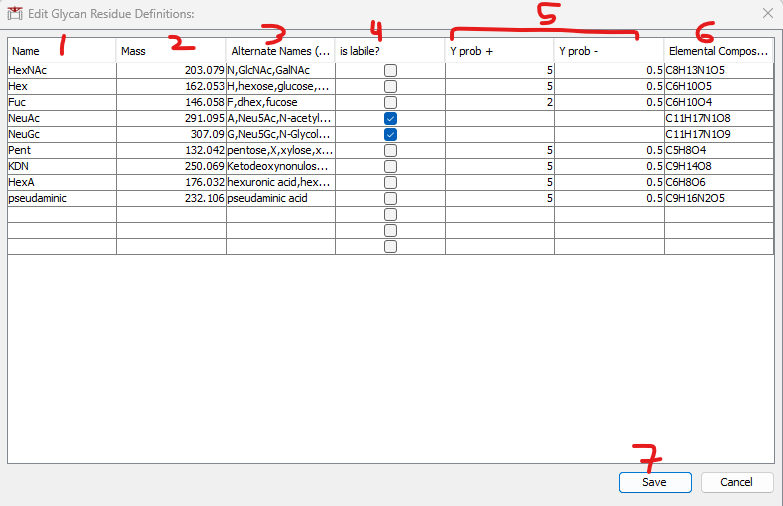 Edit Glycan Residue Definitions:
1 2 3 4 5 6
Name Mass Alternate Names (... is labile? Y prob + Y prob - Elemental Compos...
HexNAc 203.079 N,GlcNAc,GalNAc 5 0.5 C8H13N1O5
Hex 162.053 H,hexose,glucose,... 5 0.5 C6H10O5
Fuc 146.058 F,dhex,fucose 2 0.5 C6H10O4
NeuAc 291.095 A,Neu5Ac,N-acetyl... C11H17N1O8
NeuGc 307.09 G,Neu5Gc,N-Glycol... C11H17N1O9
Pent 132.042 pentose,X,xylose,x... 5 0.5 C5H8O4
KDN 250.069 Ketodeoxynonulos... 5 0.5 C9H14O8
HexA 176.032 hexuronic acid,hex... 5 0.5 C6H8O6
pseudaminic 232.106 pseudaminic acid 5 0.5 C9H16N2O5
7
Save Cancel